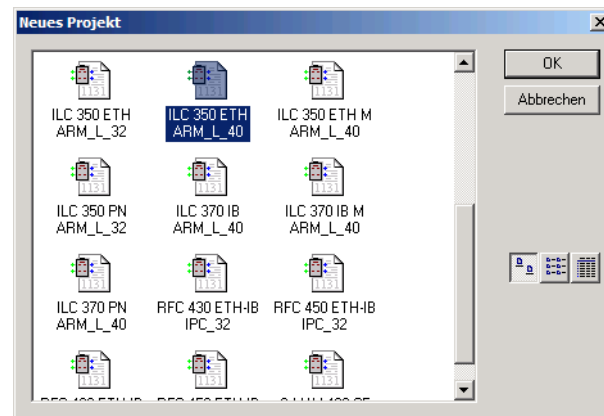 Neues Projekt
ILC 350 ETH ILC 350 ETH ILC 350 ETH M
ARM_L_32 ARM_L_40 ARM_L_40
ILC 350 PN ILC 370 IB ILC 370 IB M
ARM_L_32 ARM_L_40 ARM_L_40
ILC 370 PN RFC 430 ETH-IB RFC 450 ETH-IB
ARM_L_40 IPC_32 IPC_32
OK
Abbrechen